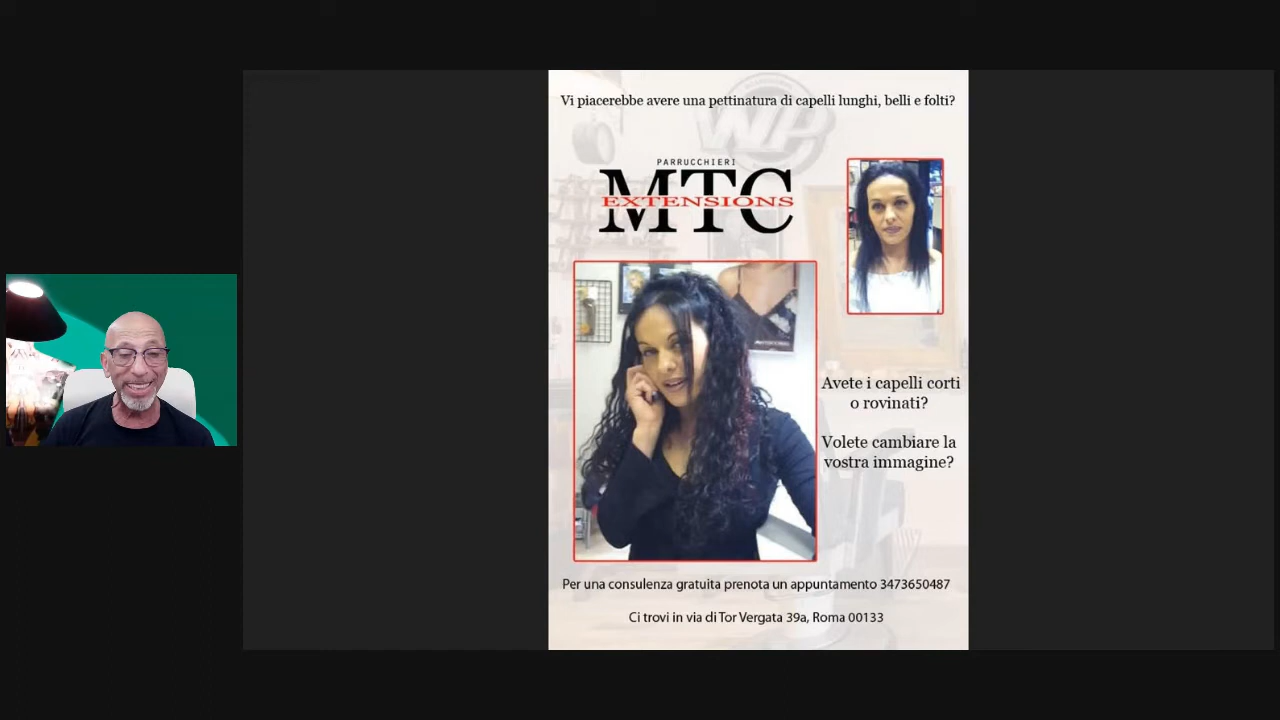 Vi piacerebbe avere una pettinatura di capelli lunghi, belli e folti?
PARRUCCHIERI
MTC
EXTENSIONS
Avete i capelli corti
o rovinati?
Volete cambiare la
vostra immagine?
Per una consulenza gratuita prenota un appuntamento 3473650487
Ci trovi in via di Tor Vergata 39a, Roma 00133